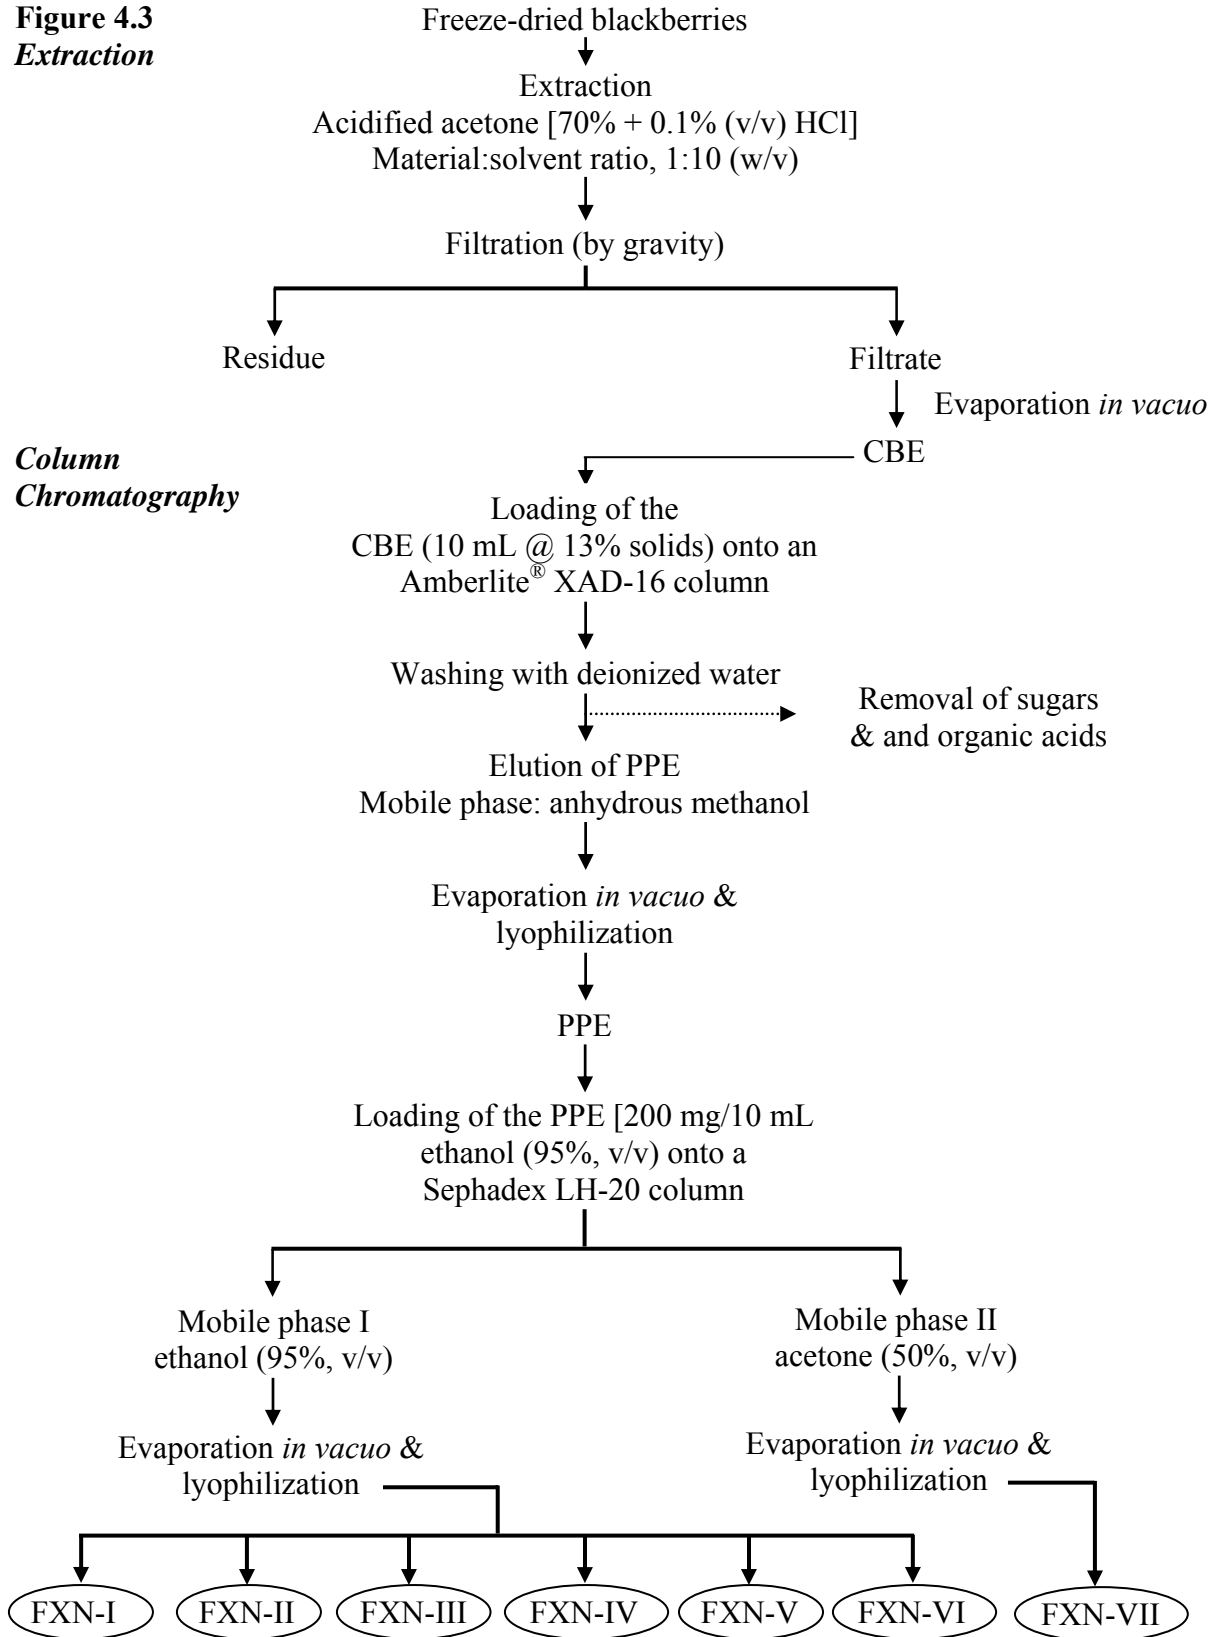 Figure 4.3
Extraction
Freeze-dried blackberries
Extraction
Acidified acetone [70% + 0.1% (v/v) HCl]
Material:solvent ratio, 1:10 (w/v)
Filtration (by gravity)
Residue
Filtrate
Evaporation in vacuo
CBE
Column
Chromatography
Loading of the
CBE (10 mL @ 13% solids) onto an
Amberlite® XAD-16 column
Washing with deionized water
Removal of sugars
& and organic acids
Elution of PPE
Mobile phase: anhydrous methanol
Evaporation in vacuo &
lyophilization
PPE
Loading of the PPE [200 mg/10 mL
ethanol (95%, v/v) onto a
Sephadex LH-20 column
Mobile phase I
ethanol (95%, v/v)
Mobile phase II
acetone (50%, v/v)
Evaporation in vacuo &
lyophilization
Evaporation in vacuo &
lyophilization
FXN-I
FXN-II
FXN-III
FXN-IV
FXN-V
FXN-VI
FXN-VII